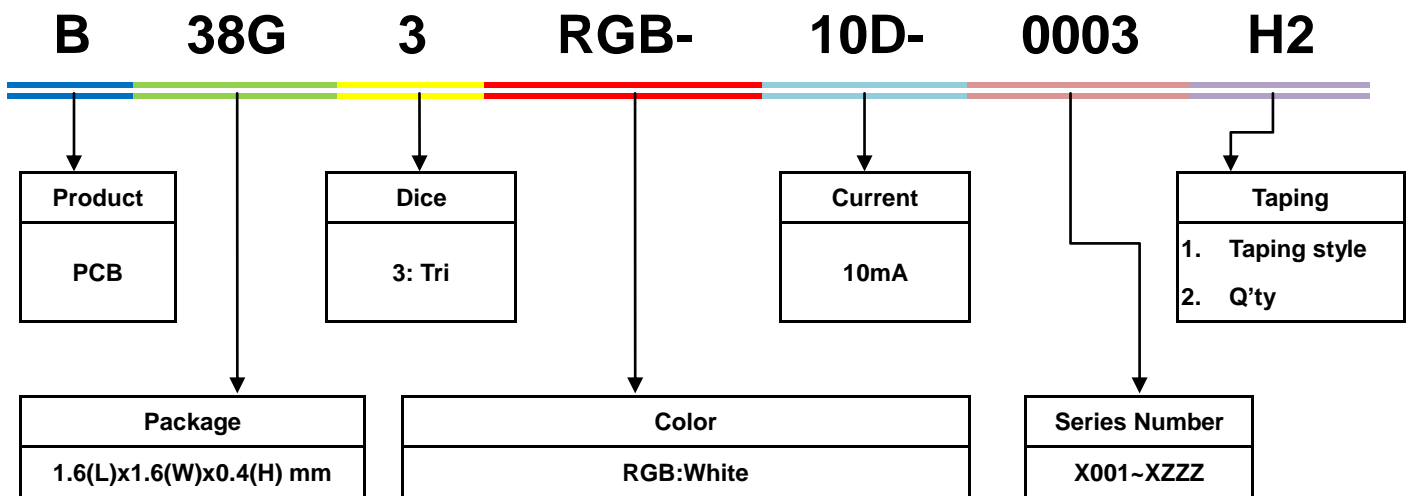 B 38G 3 RGB- 10D- 0003 H2
Product
PCB
Dice
3: Tri
Current
10mA
Taping
1. Taping style
2. Q’ty
Package
1.6(L)x1.6(W)x0.4(H) mm
Color
RGB:White
Series Number
X001~XZZZ